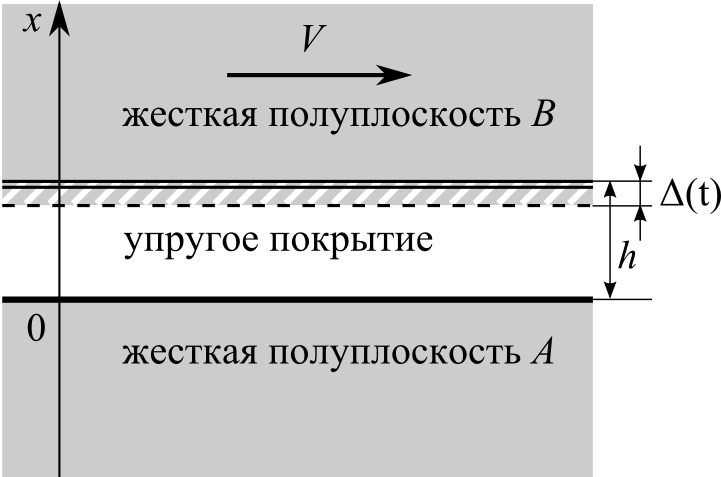 x
V
жесткая полуплоскость B
Δ(t)
упругое покрытие
h
0
жесткая полуплоскость A